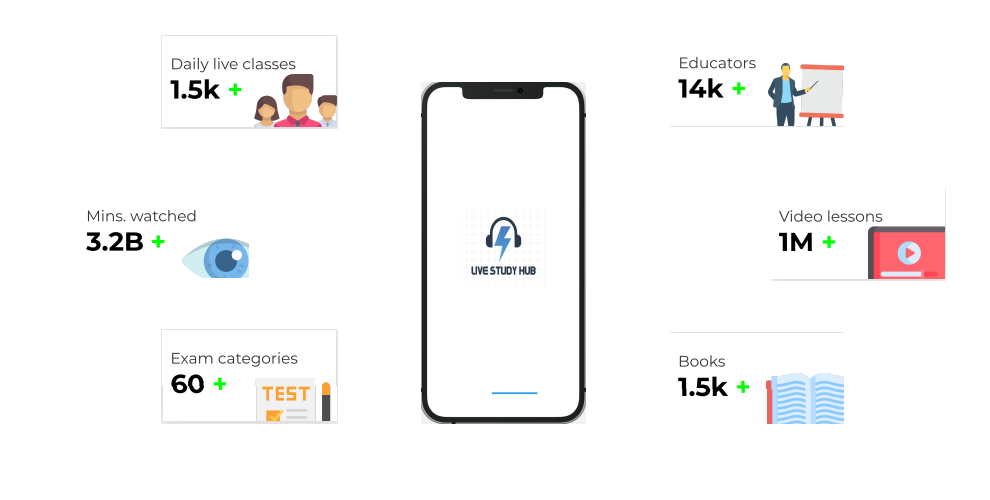 Daily live classes
1.5k +
Educators
14k +
Mins. watched
3.2B +
Video lessons
1M +
LIVE STUDY HUB
Exam categories
60 +
TEST
Books
1.5k +